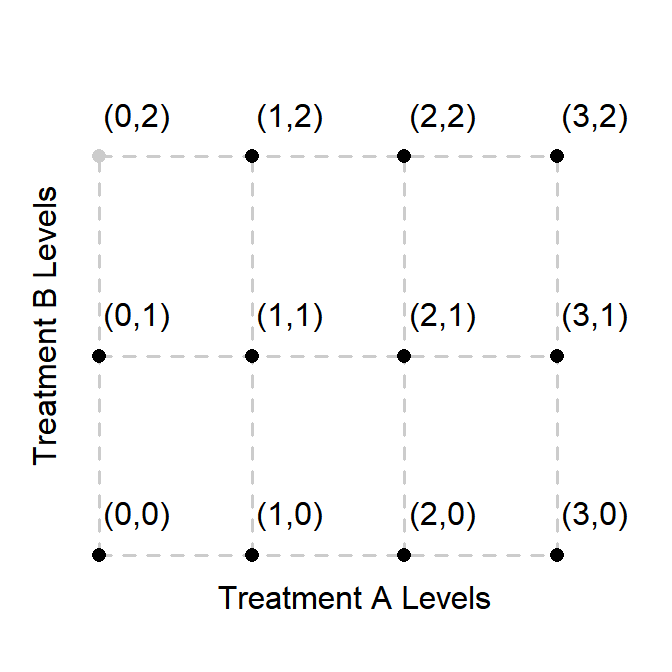 (0,2) (1,2) (2,2) (3,2)
Treatment B Levels
(0,1) (1,1) (2,1) (3,1)
(0,0) (1,0) (2,0) (3,0)
Treatment A Levels